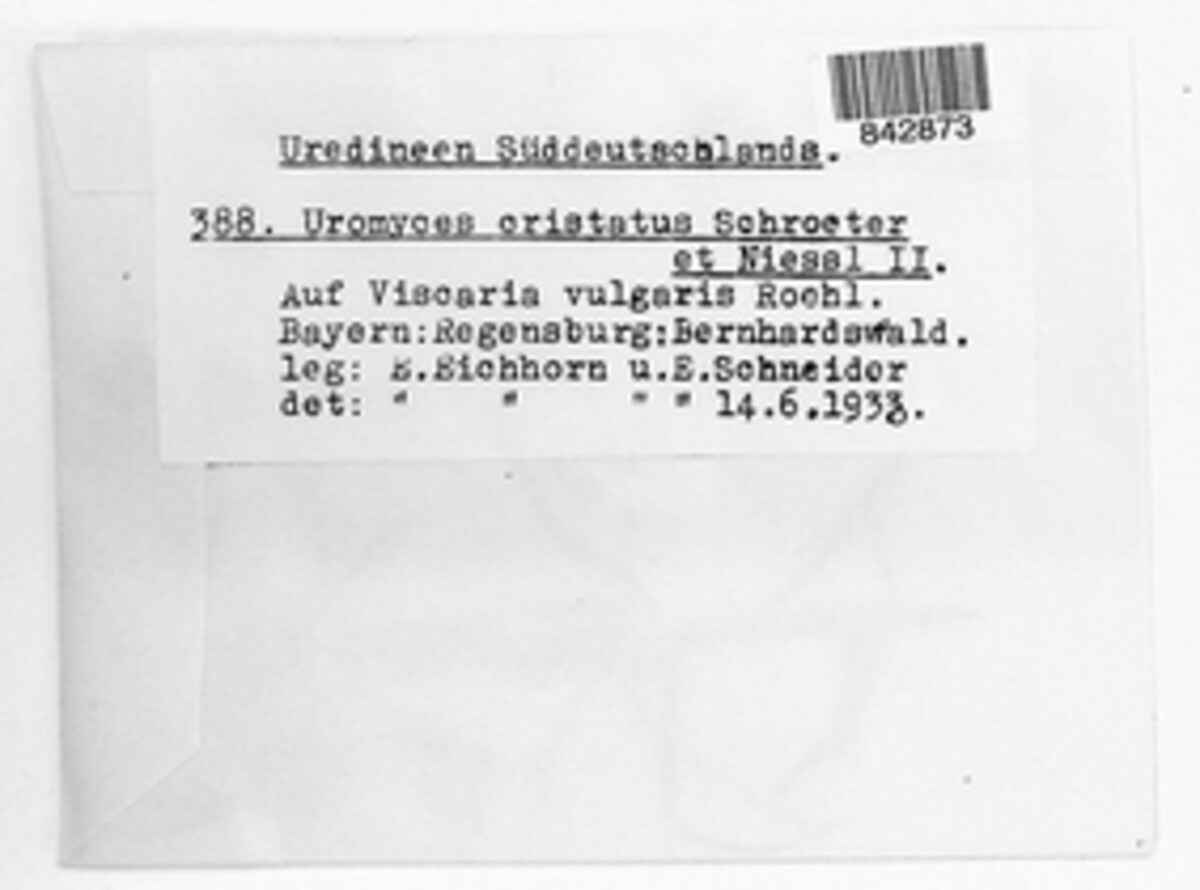 842873
Uredineen Süddeutschlands.
388. Uromyces cristatus Schroeter
et Niessl II.
Auf Viscaria vulgaris Roehl.
Bayern:Regensburg:Bernhardswald.
leg: E.Eichhorn u.E.Schneider
det: " " " " 14.6.1933.